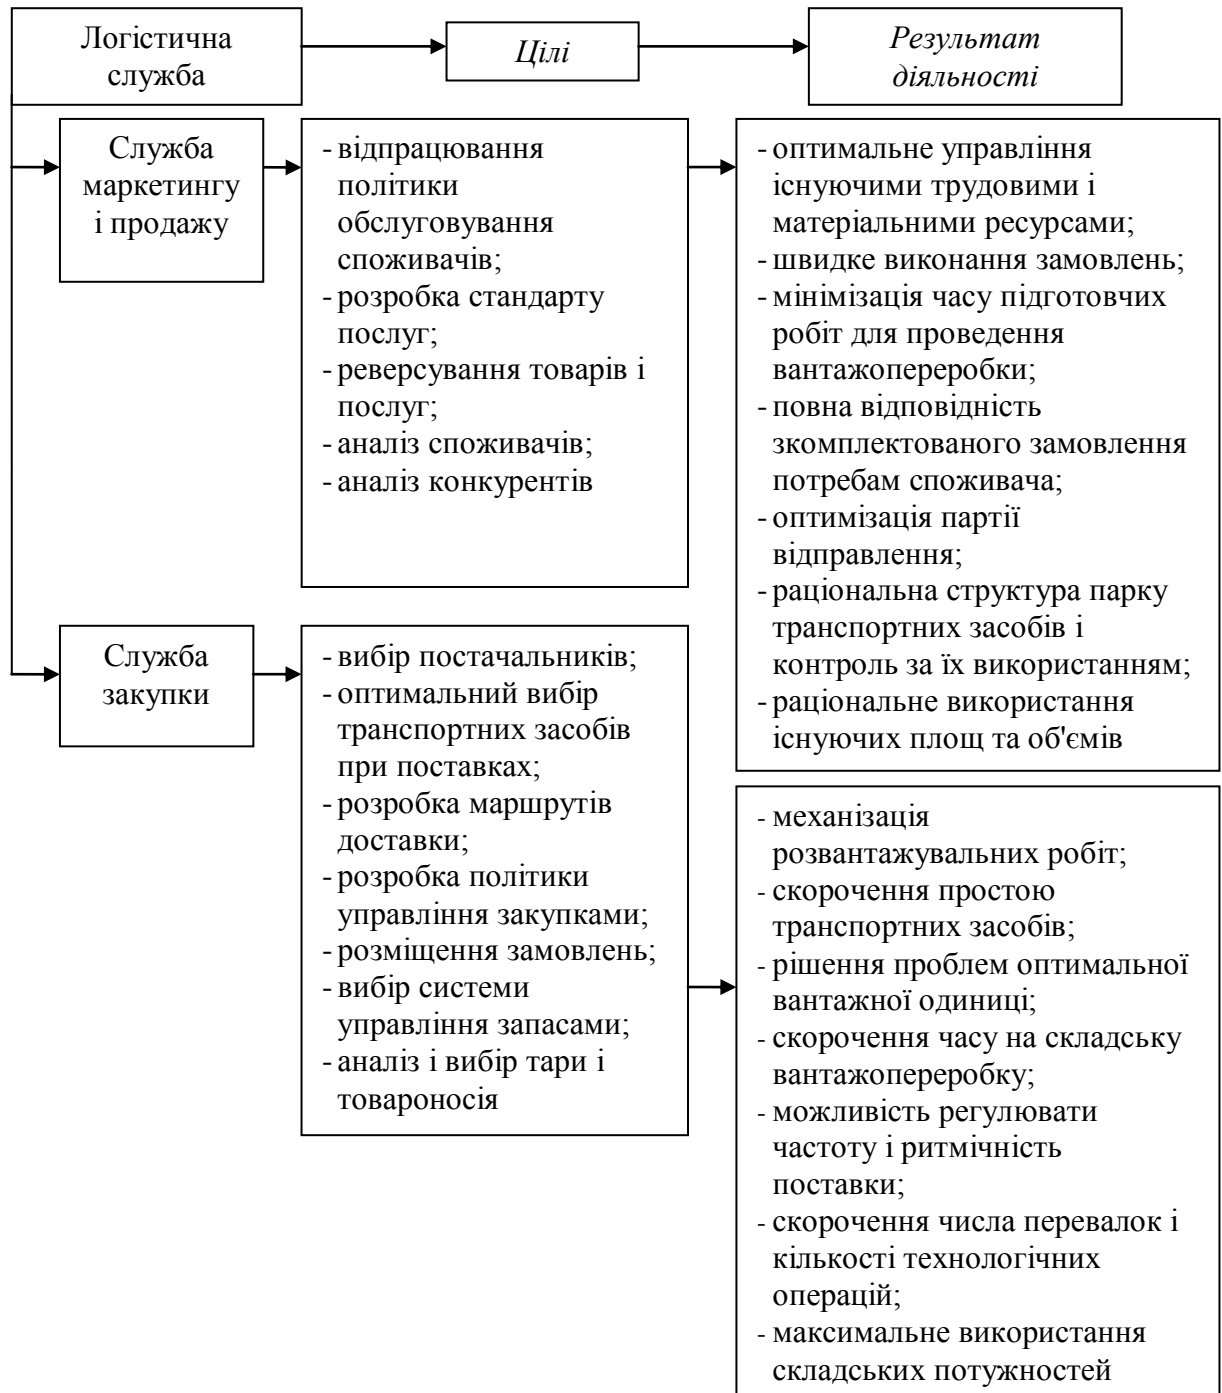 Логістична
служба
Цілі
Результат
діяльності
Служба
маркетингу
і продажу
- відпрацювання
політики
обслуговування
споживачів;
- розробка стандарту
послуг;
- реверсування товарів і
послуг;
- аналіз споживачів;
- аналіз конкурентів
- оптимальне управління
існуючими трудовими і
матеріальними ресурсами;
- швидке виконання замовлень;
- мінімізація часу підготовчих
робіт для проведення
вантажопереробки;
- повна відповідність
зкомплектованого замовлення
потребам споживача;
- оптимізація партії
відправлення;
- раціональна структура парку
транспортних засобів і
контроль за їх використанням;
- раціональне використання
існуючих площ та об'ємів
Служба
закупки
- вибір постачальників;
- оптимальний вибір
транспортних засобів
при поставках;
- розробка маршрутів
доставки;
- розробка політики
управління закупками;
- розміщення замовлень;
- вибір системи
управління запасами;
- аналіз і вибір тари і
товароносія
- механізація
розвантажувальних робіт;
- скорочення простою
транспортних засобів;
- рішення проблем оптимальної
вантажної одиниці;
- скорочення часу на складську
вантажопереробку;
- можливість регулювати
частоту і ритмічність
поставки;
- скорочення числа перевалок і
кількості технологічних
операцій;
- максимальне використання
складських потужностей